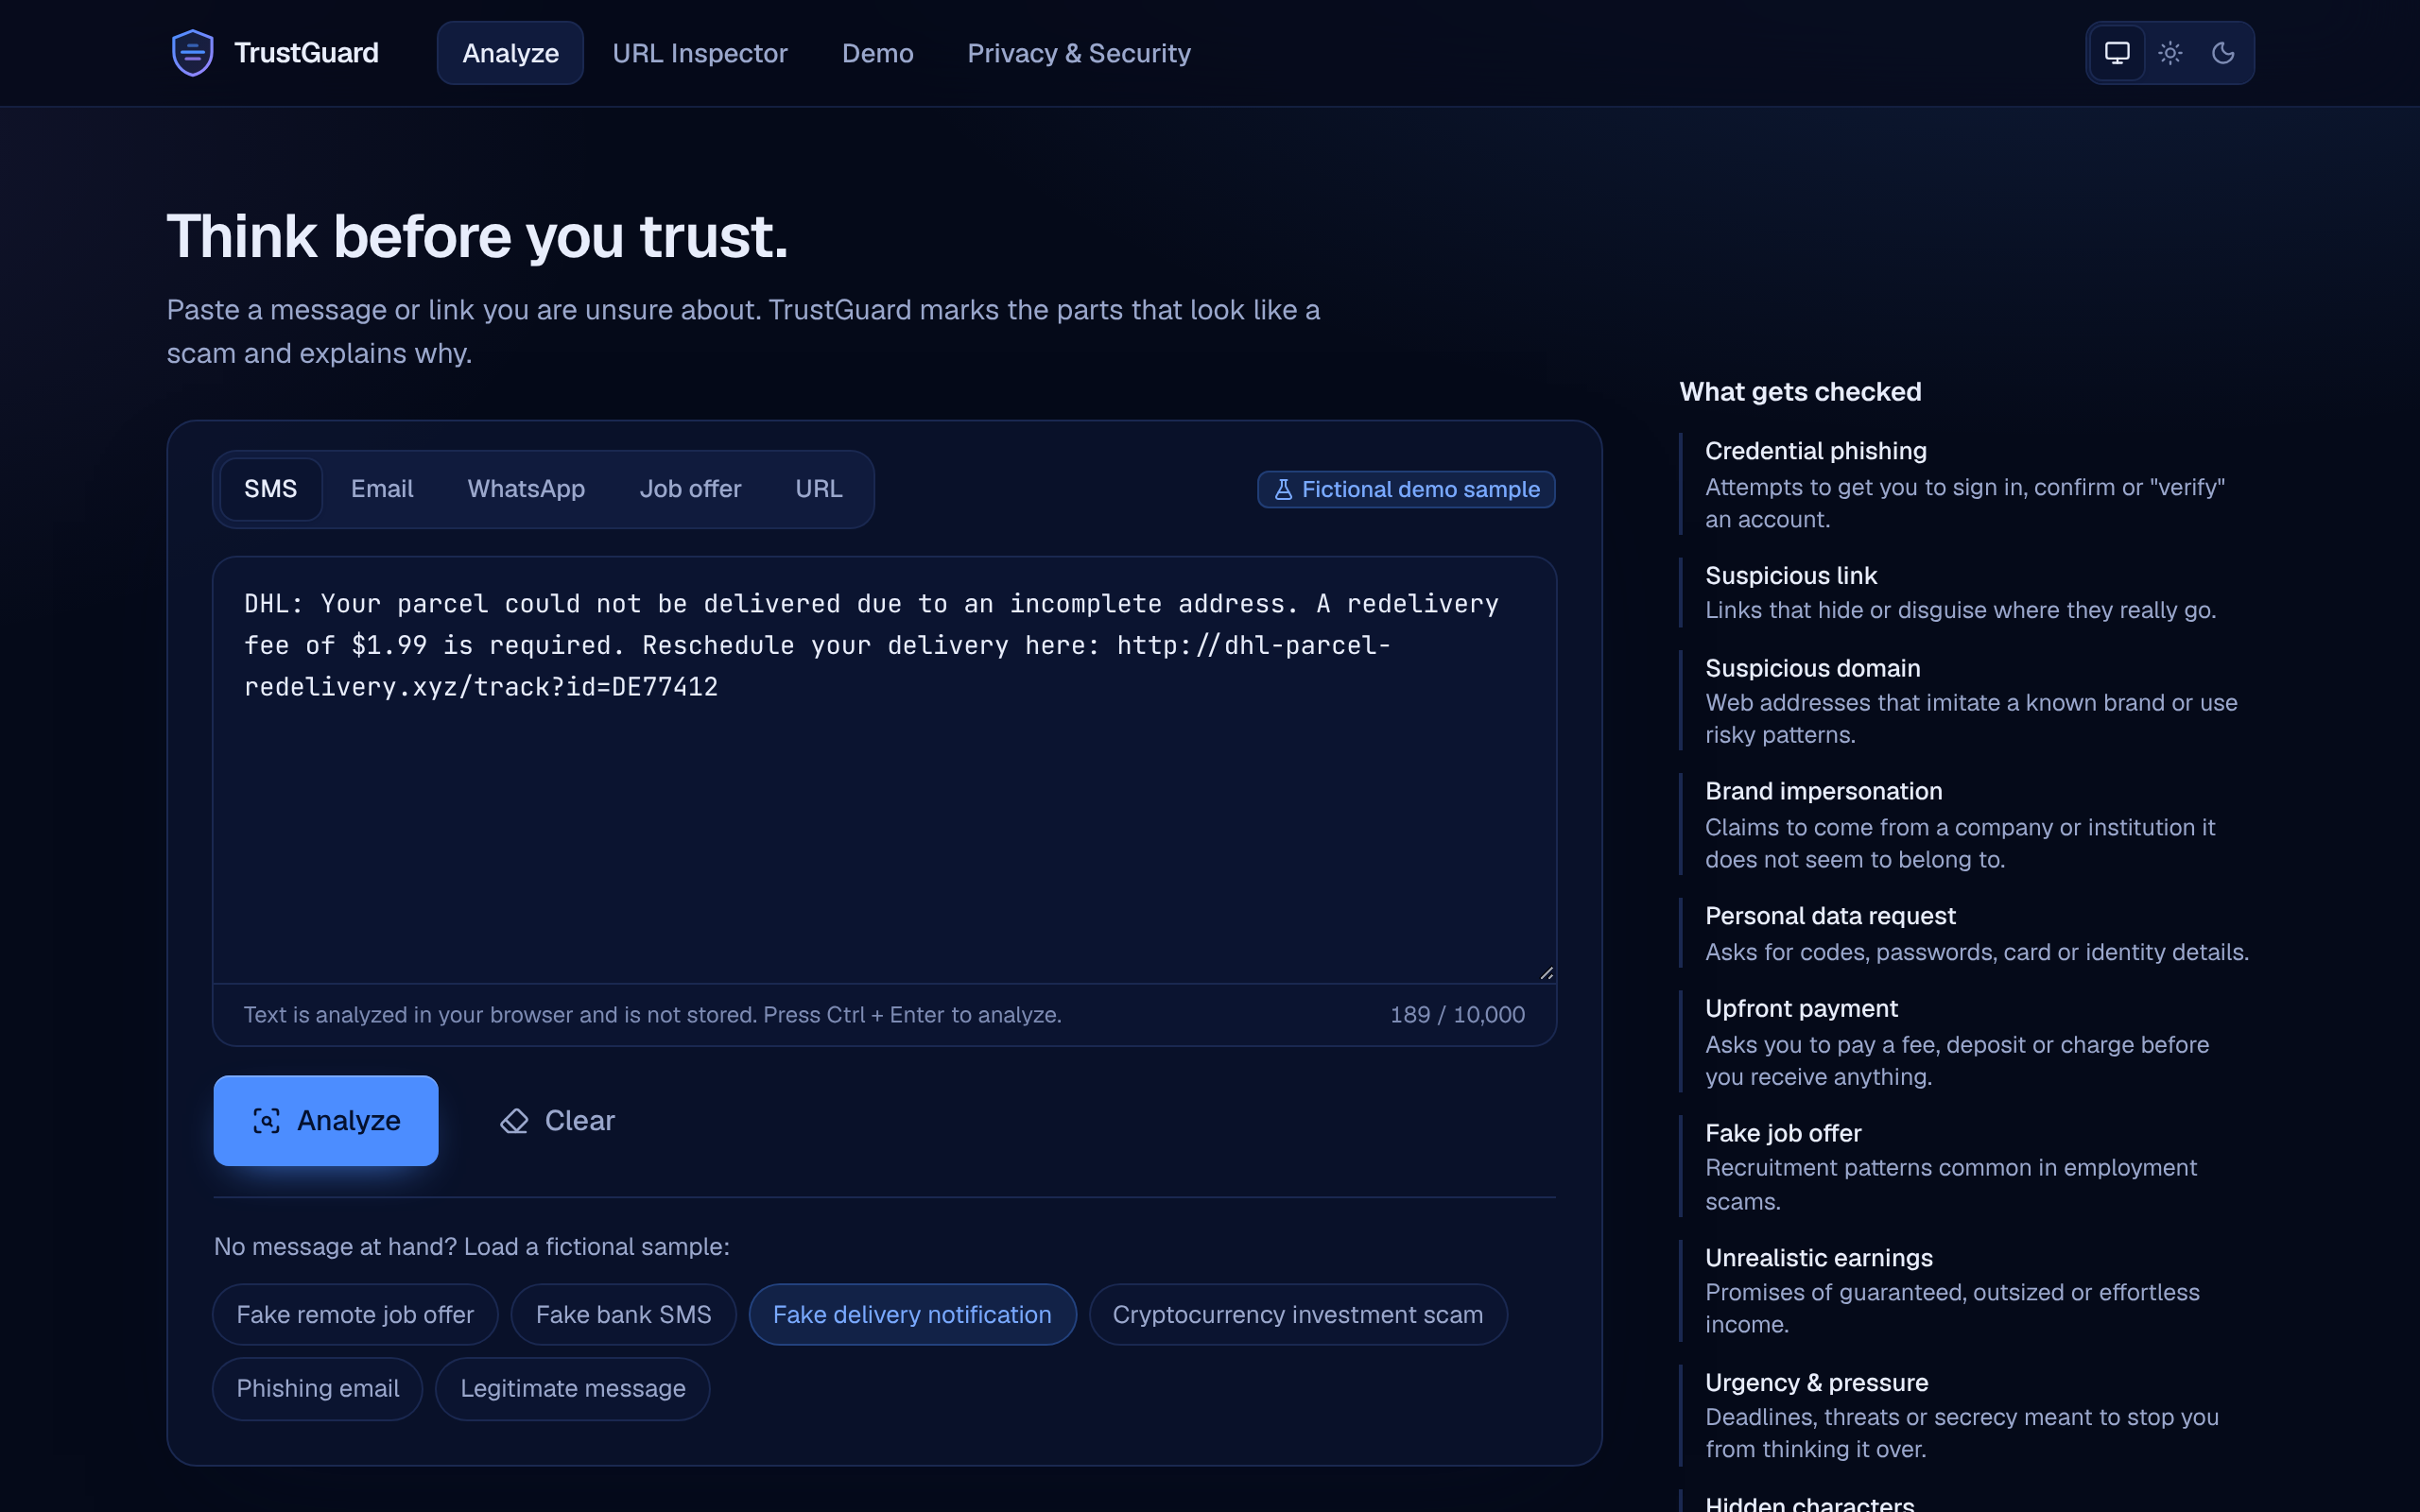 TrustGuard
Analyze
URL Inspector
Demo
Privacy & Security
Think before you trust.
Paste a message or link you are unsure about. TrustGuard marks the parts that look like a
scam and explains why.
SMS
Email
WhatsApp
Job offer
URL
Fictional demo sample
DHL: Your parcel could not be delivered due to an incomplete address. A redelivery
fee of $1.99 is required. Reschedule your delivery here: http://dhl-parcel-
redelivery.xyz/track?id=DE77412
Text is analyzed in your browser and is not stored. Press Ctrl + Enter to analyze.
189 / 10,000
Analyze
Clear
No message at hand? Load a fictional sample:
Fake remote job offer
Fake bank SMS
Fake delivery notification
Cryptocurrency investment scam
Phishing email
Legitimate message
What gets checked
Credential phishing
Attempts to get you to sign in, confirm or "verify"
an account.
Suspicious link
Links that hide or disguise where they really go.
Suspicious domain
Web addresses that imitate a known brand or use
risky patterns.
Brand impersonation
Claims to come from a company or institution it
does not seem to belong to.
Personal data request
Asks for codes, passwords, card or identity details.
Upfront payment
Asks you to pay a fee, deposit or charge before
you receive anything.
Fake job offer
Recruitment patterns common in employment
scams.
Unrealistic earnings
Promises of guaranteed, outsized or effortless
income.
Urgency & pressure
Deadlines, threats or secrecy meant to stop you
from thinking it over.
Hidden characters